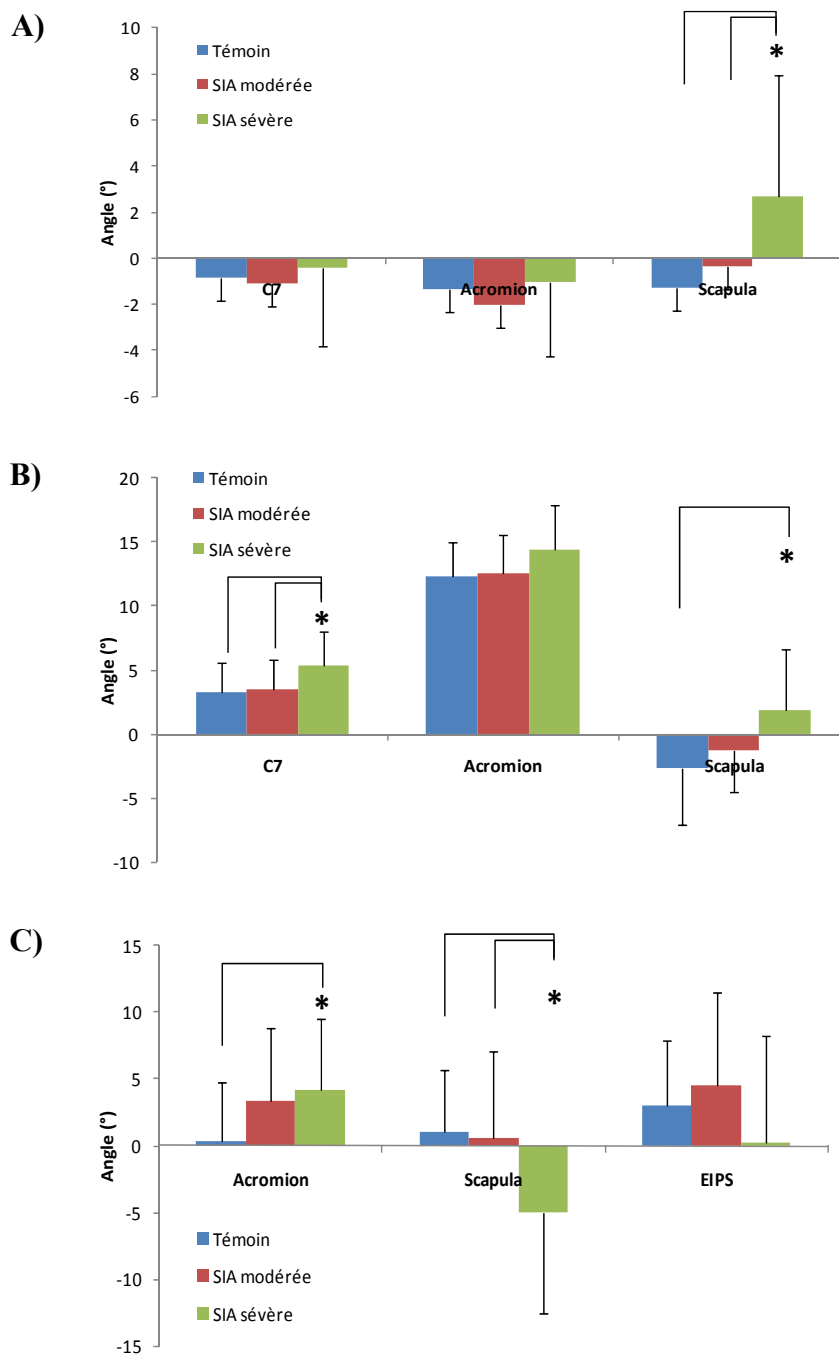 A)
Angle (°)
10
8
6
4
2
0
-2
-4
-6
Témoin
SIA modérée
SIA sévère
*
C7
Acromion
Scapula
B)
Angle (°)
20
15
10
5
0
-5
-10
Témoin
SIA modérée
SIA sévère
*
*
C7
Acromion
Scapula
C)
Angle (°)
15
10
5
0
-5
-10
-15
*
*
Acromion
Scapula
EIPS
Témoin
SIA modérée
SIA sévère